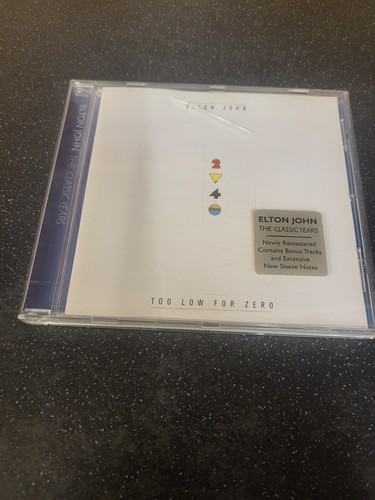 ELTON JOHN THE CLASSIC YEARS
ELTON JOHN
2
4
ELTON JOHN
THE CLASSIC YEARS
Newly Remastered
Contains Bonus Tracks
and Extensive
New Sleeve Notes
TOO LOW FOR ZERO